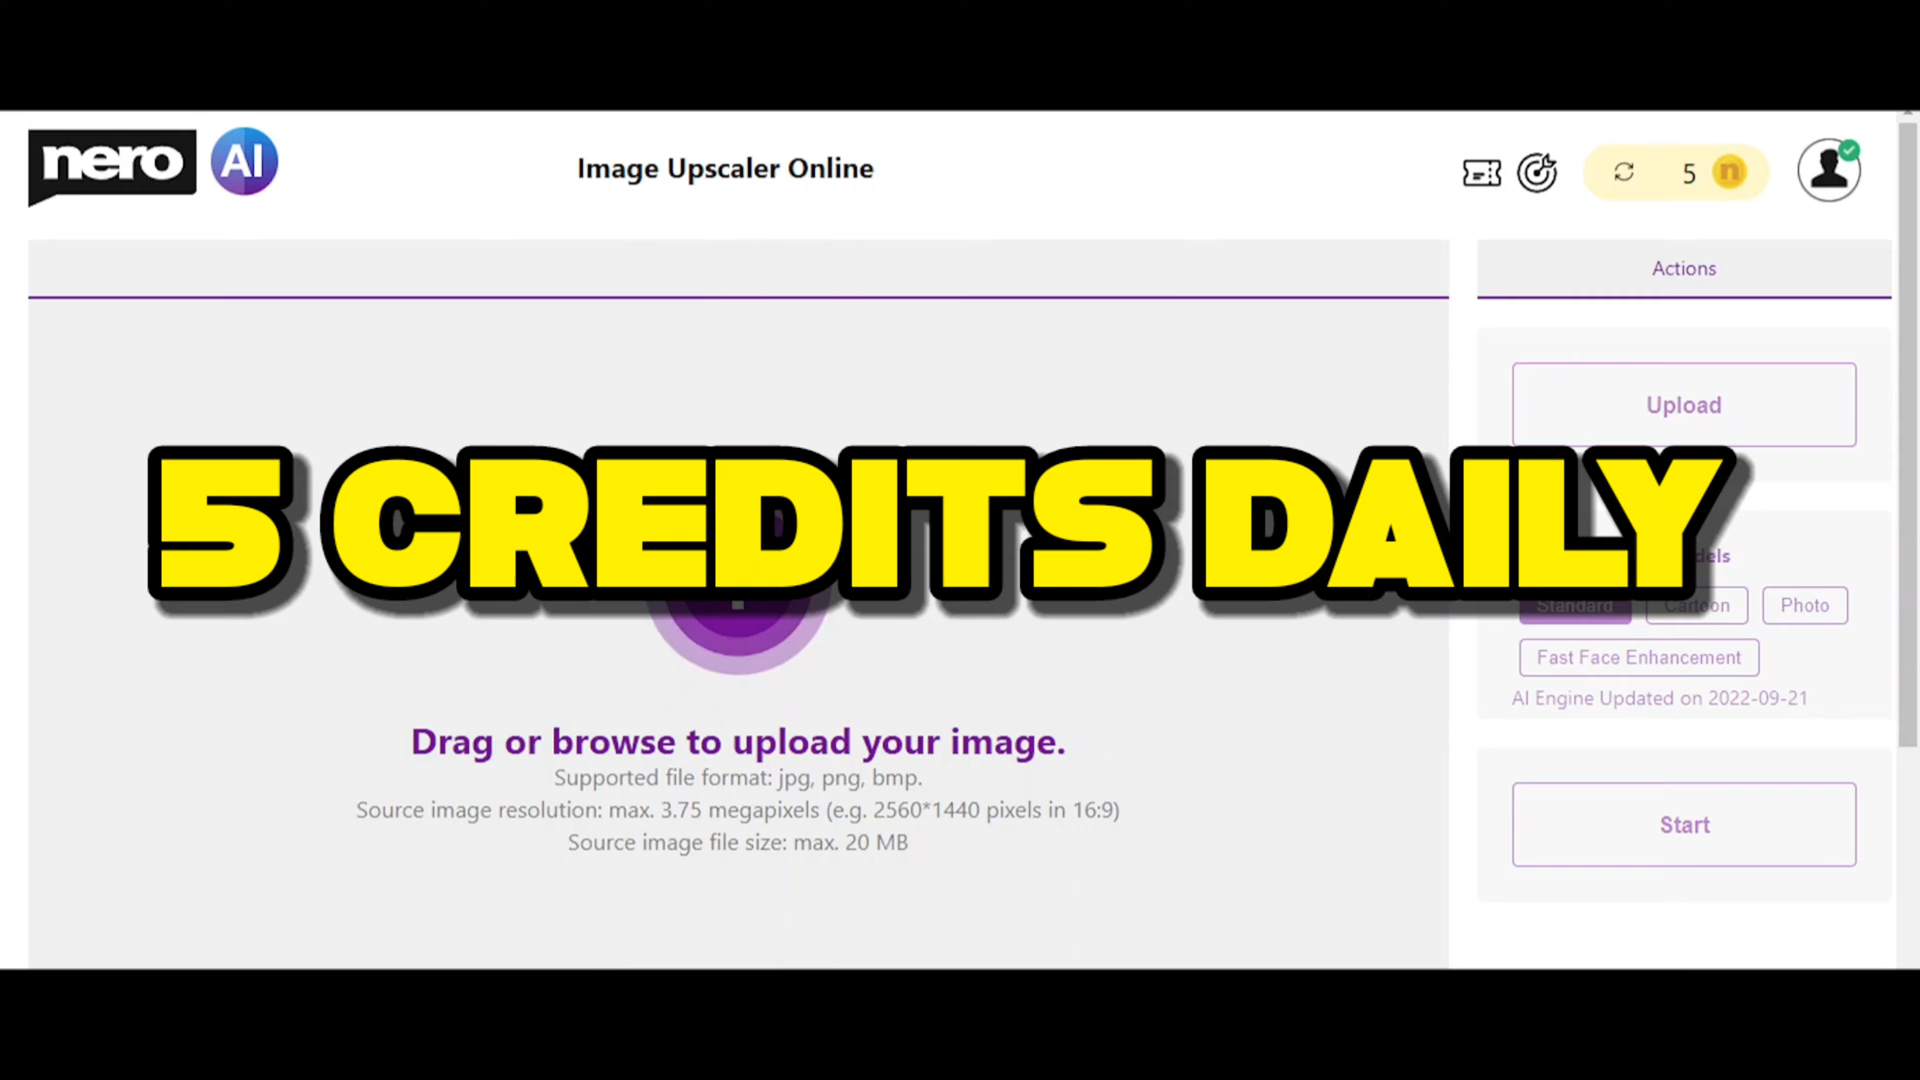 nero AI
Image Upscaler Online
5 n
Actions
Upload
5 CREDITS DAILY
Standard Cartoon Photo
Fast Face Enhancement
AI Engine Updated on 2022-09-21
Drag or browse to upload your image.
Supported file format: jpg, png, bmp.
Source image resolution: max. 3.75 megapixels (e.g. 2560*1440 pixels in 16:9)
Source image file size: max. 20 MB
Start